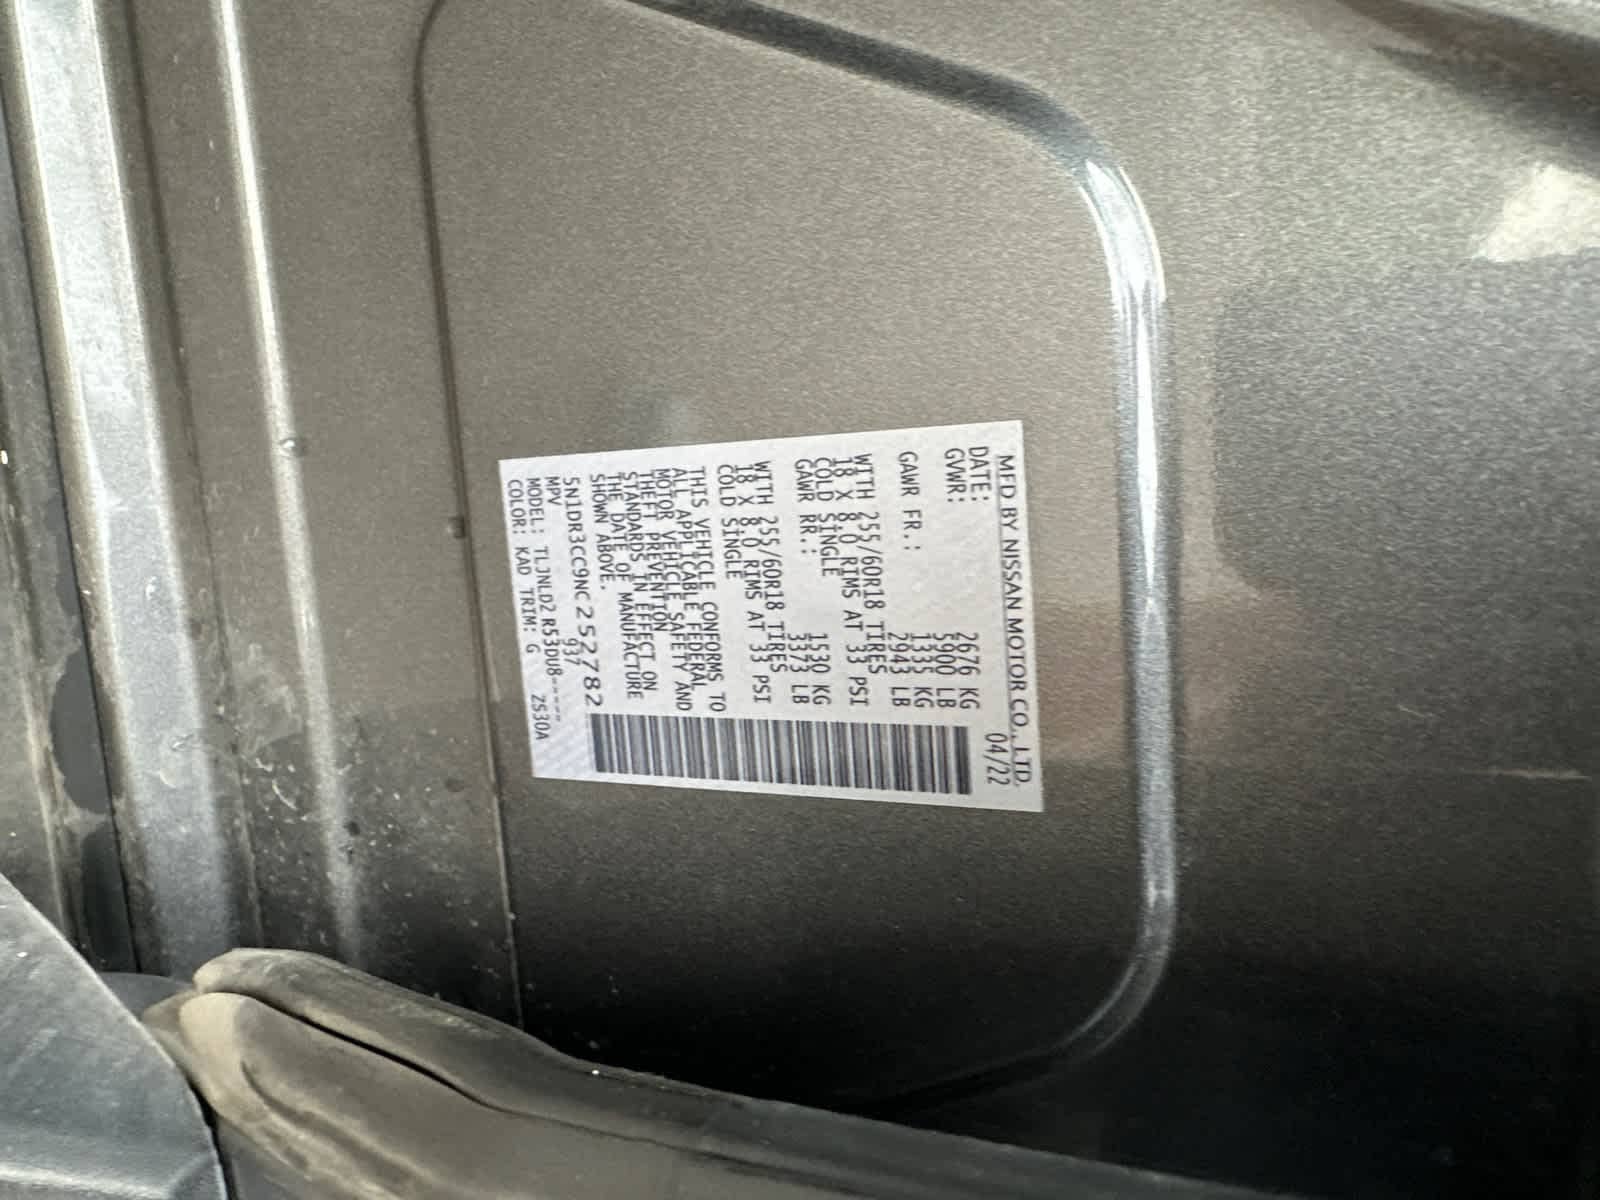 MFD BY NISSAN MOTOR CO., LTD.
DATE: 04/22
GVWR: 2676 KG
5900 LB
GAWR FR.: 1335 KG
2943 LB
WITH 255/60R18 TIRES
18 X 8.0 RIMS AT 33 PSI
COLD SINGLE
GAWR RR.: 1530 KG
3373 LB
WITH 255/60R18 TIRES
18 X 8.0 RIMS AT 33 PSI
COLD SINGLE
THIS VEHICLE CONFORMS TO
ALL APPLICABLE FEDERAL
MOTOR VEHICLE SAFETY AND
THEFT PREVENTION
STANDARDS IN EFFECT ON
THE DATE OF MANUFACTURE
SHOWN ABOVE.
5N1DR3CC9NC252782
MPV 937
MODEL: TLJNLD2 R53DU8-----
COLOR: KAD TRIM: G ZS30A